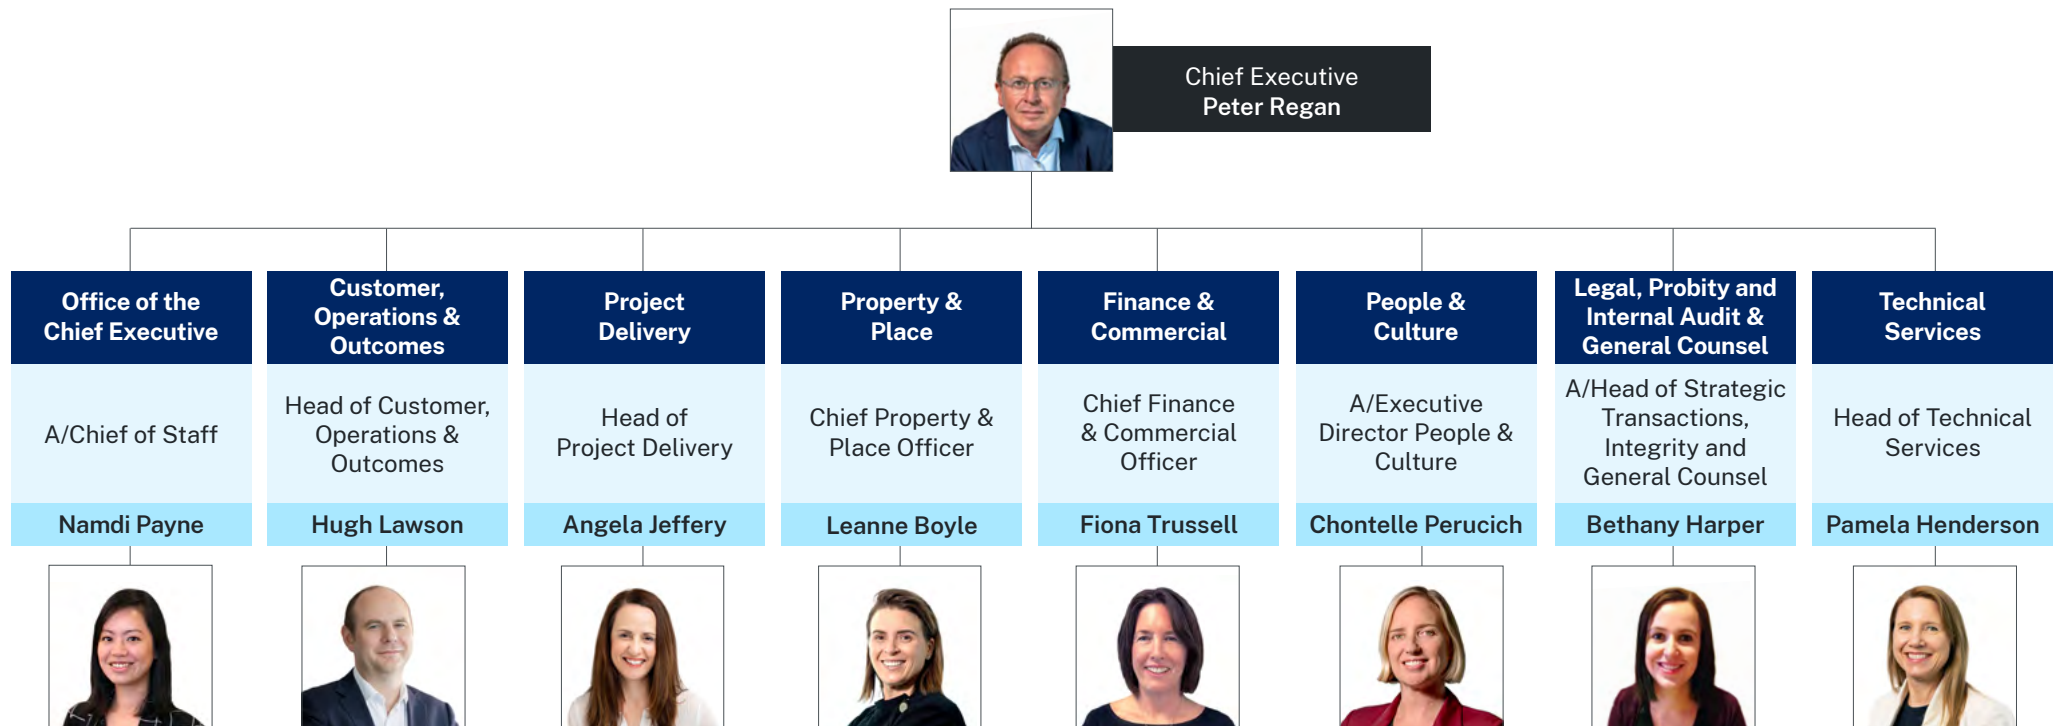 Chief Executive
Peter Regan
Office of the
Chief Executive
A/Chief of Staff
Namdi Payne
Customer,
Operations &
Outcomes
Head of Customer,
Operations &
Outcomes
Hugh Lawson
Project
Delivery
Head of
Project Delivery
Angela Jeffery
Property &
Place
Chief Property &
Place Officer
Leanne Boyle
Finance &
Commercial
Chief Finance
& Commercial
Officer
Fiona Trussell
People &
Culture
A/Executive
Director People &
Culture
Chontelle Perucich
Legal, Probity and
Internal Audit &
General Counsel
A/Head of Strategic
Transactions,
Integrity and
General Counsel
Bethany Harper
Technical
Services
Head of Technical
Services
Pamela Henderson